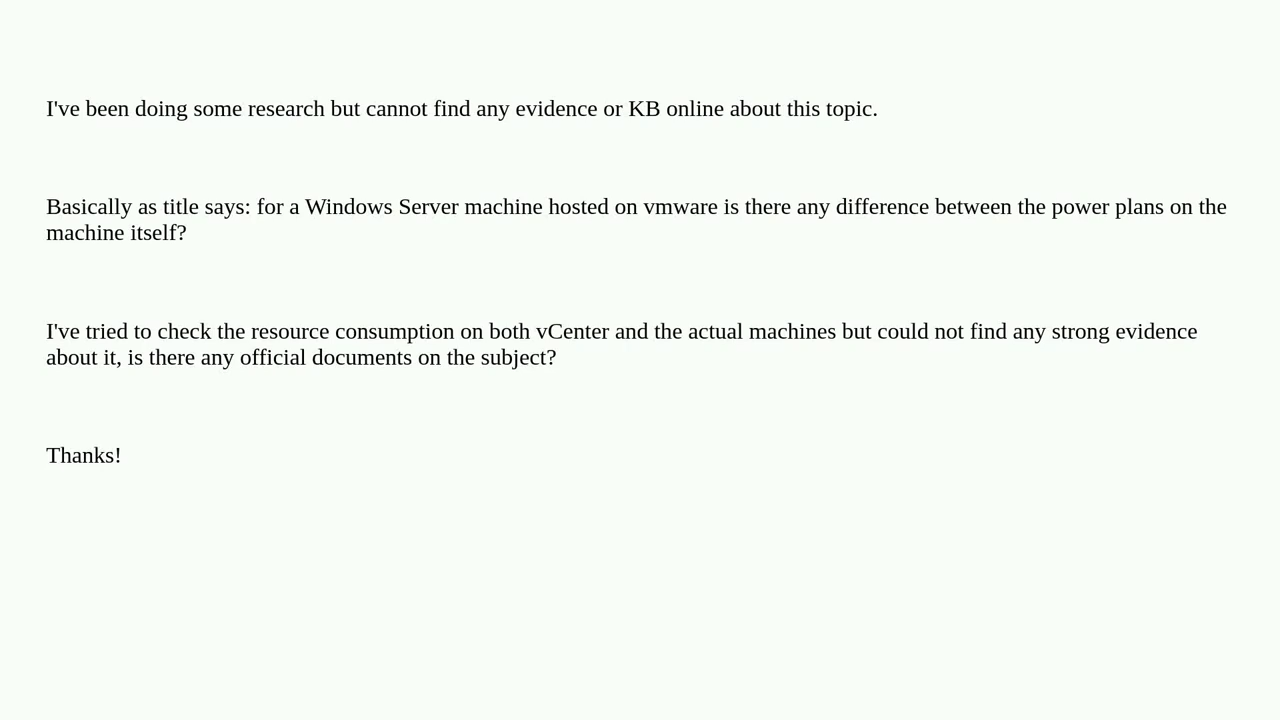 I've been doing some research but cannot find any evidence or KB online about this topic.
Basically as title says: for a Windows Server machine hosted on vmware is there any difference between the power plans on the
machine itself?
I've tried to check the resource consumption on both vCenter and the actual machines but could not find any strong evidence
about it, is there any official documents on the subject?
Thanks!